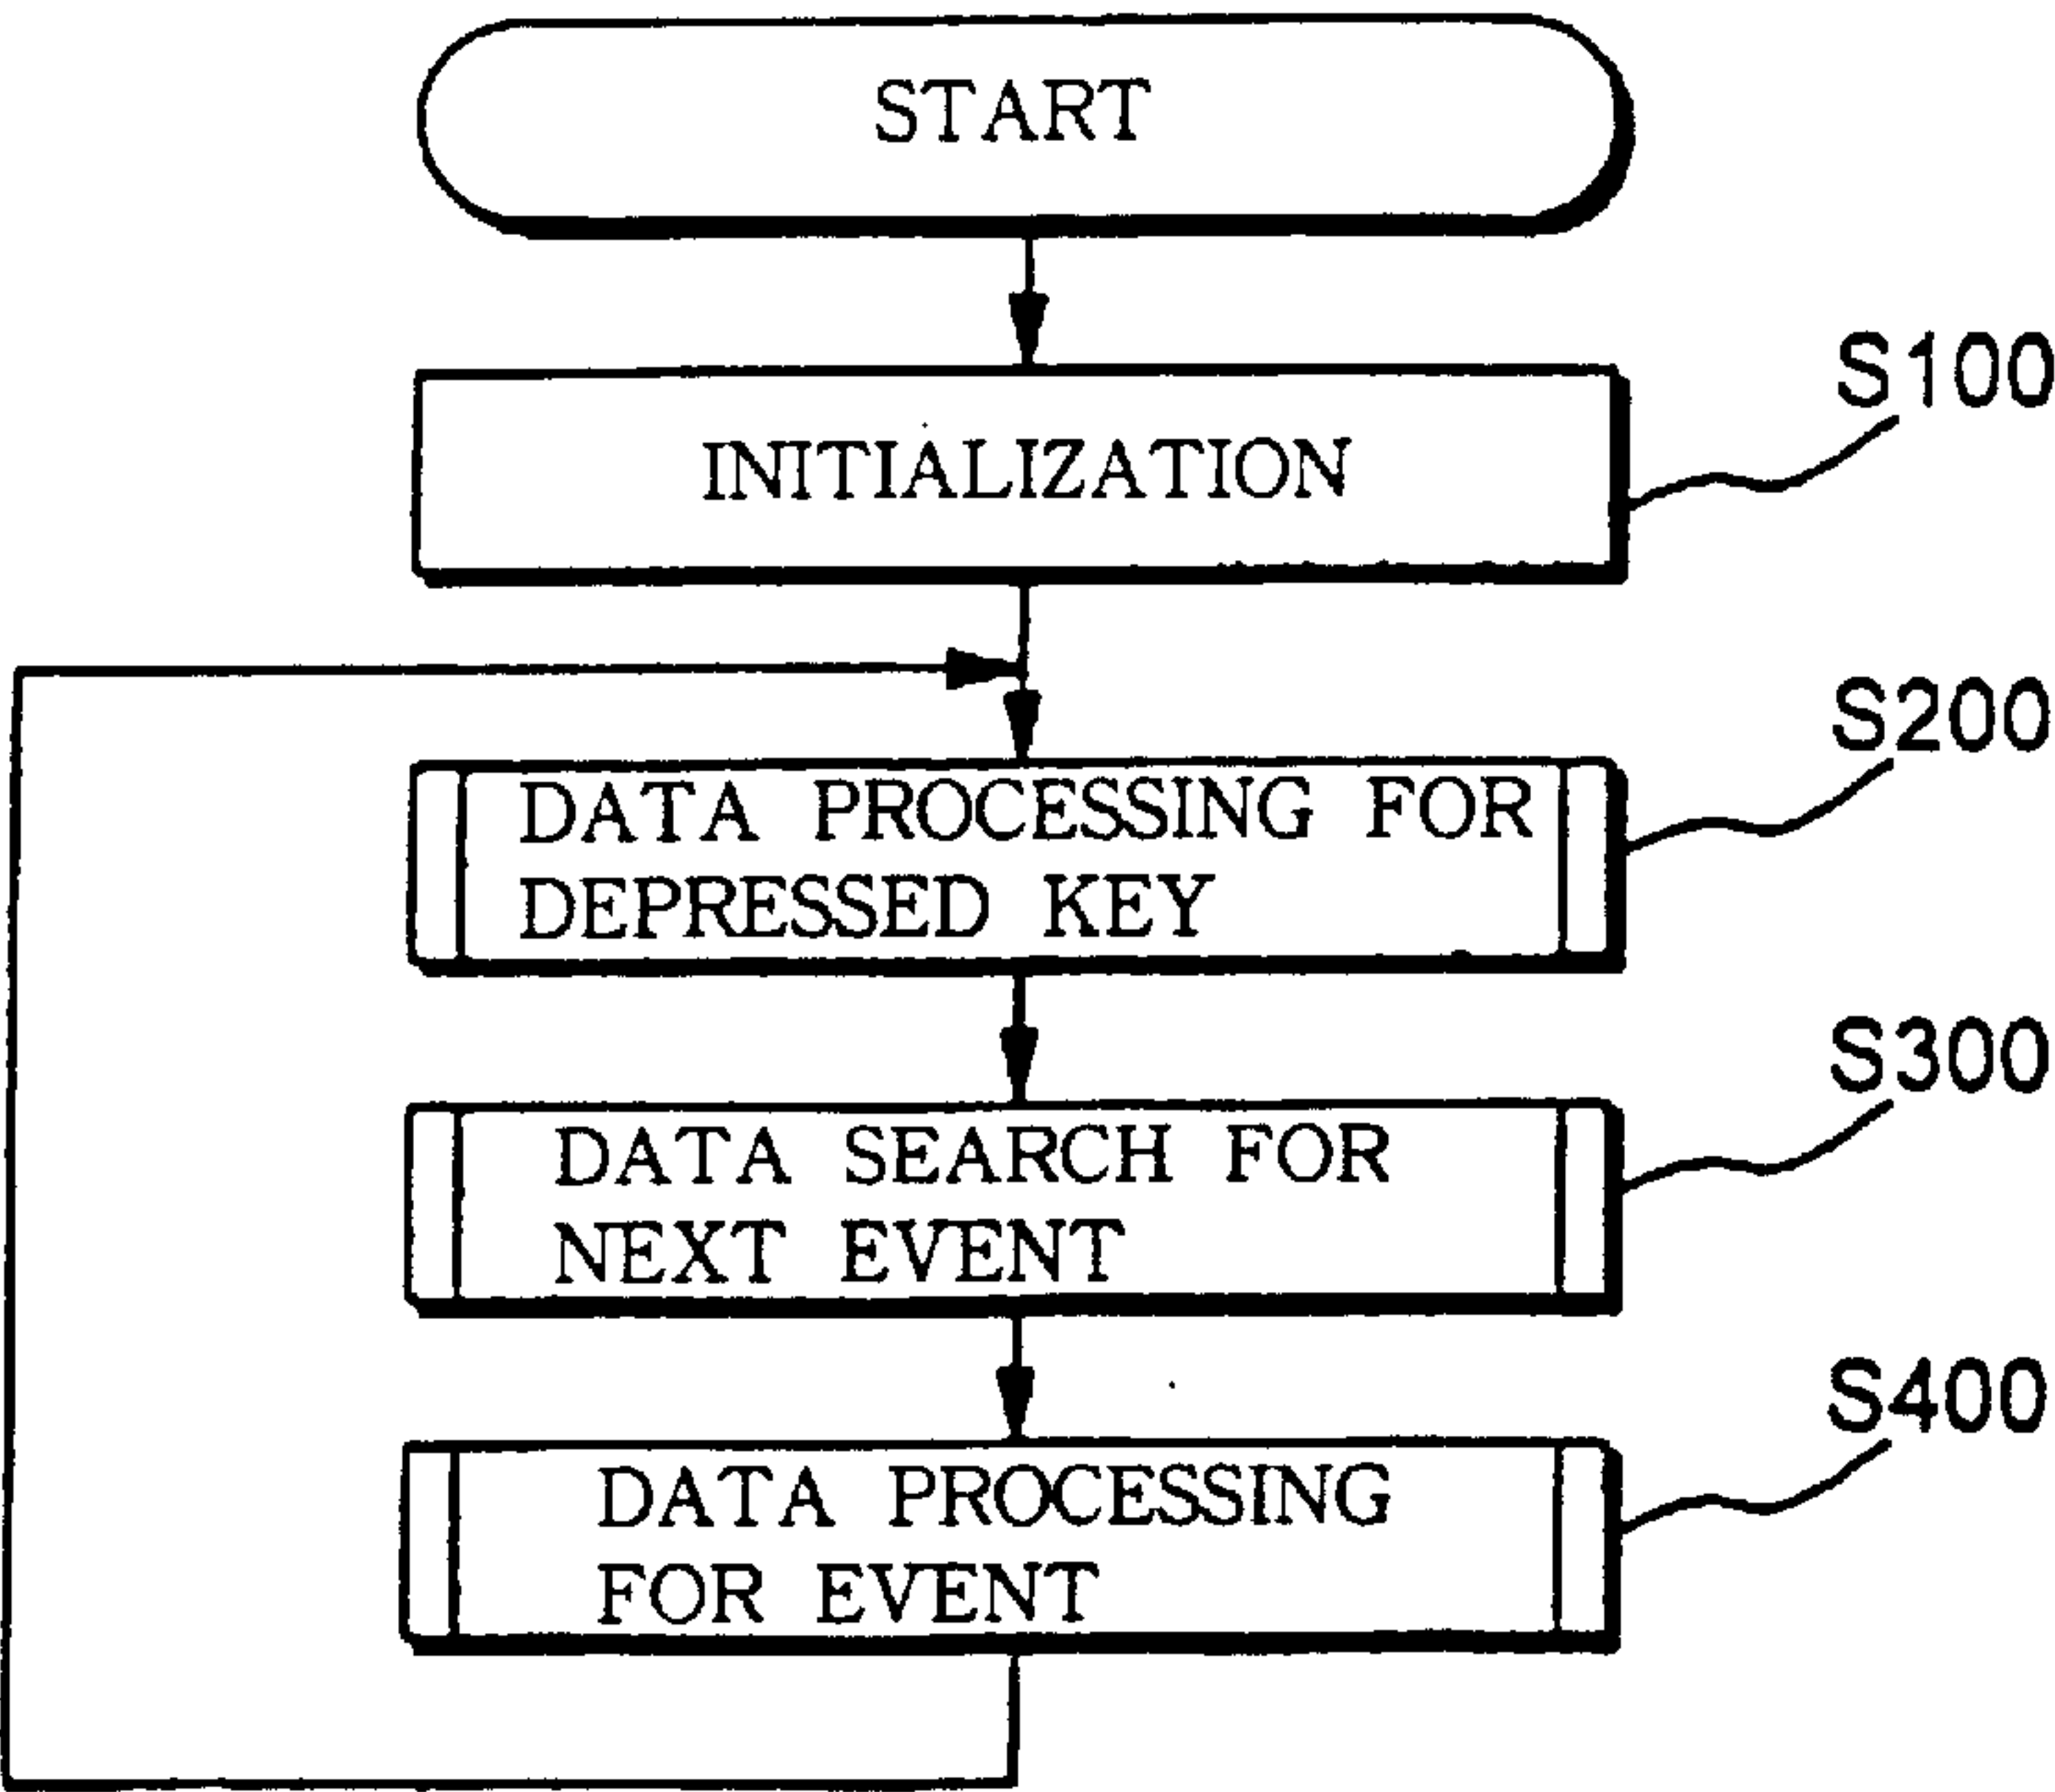 START
S100
INITIALIZATION
S200
DATA PROCESSING FOR
DEPRESSED KEY
S300
DATA SEARCH FOR
NEXT EVENT
S400
DATA PROCESSING
FOR EVENT